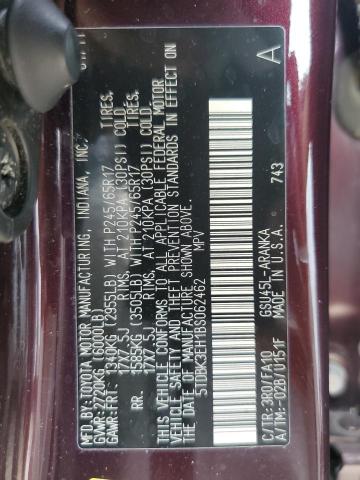 MFD.BY:TOYOTA MOTOR MANUFACTURING, INDIANA, INC. 01/11
GVWR:2720KG
GAWR:FRT. 1340KG (2955LB) WITH P245/65R17 TIRES,
17X7.5J RIMS, AT 210KPA (30PSI) COLD.
RR. 1585KG (3505LB) WITH P245/65R17 TIRES,
17X7.5J RIMS, AT 210KPA (30PSI) COLD.
THIS VEHICLE CONFORMS TO ALL APPLICABLE FEDERAL MOTOR
VEHICLE SAFETY AND THEFT PREVENTION STANDARDS IN EFFECT ON
THE DATE OF MANUFACTURE SHOWN ABOVE.
5TDBK3EH1BS062462 MPV
A
C/TR:3R0/FA10 GSU45L-ARANKA 743
A/TM:-02B/U151F MADE IN U.S.A.